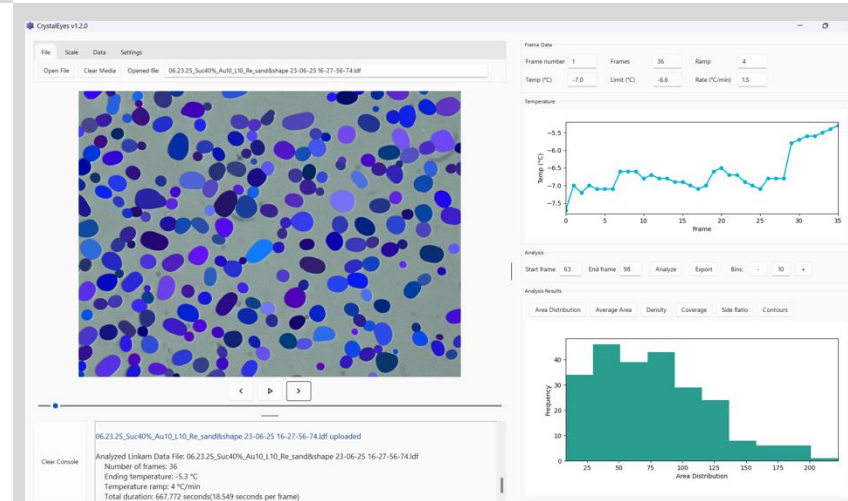 CrystalEyes v1.2.0
File Scale Data Settings
Open File Clear Media Opened file: 06.23.25_Suc40%_Au10_L10_Re_sand&shape 23-06-25 16-27-56-74.ldf
Frame Data
Frame number 1 Frames 36 Ramp 4
Temp (°C) -7.0 Limit (°C) -6.6 Rate (°C/min) 1.5
Temperature
Temp (°C)
−5.5
−6.0
−6.5
−7.0
−7.5
0 5 10 15 20 25 30 35
Frame
Analysis
Start frame 63 End frame 98 Analyze Export Bins: - 10 +
Analysis Results
Area Distribution Average Area Density Coverage Side Ratio Contours
Frequency
40
30
20
10
0
25 50 75 100 125 150 175 200
Area Distribution
Clear Console
06.23.25_Suc40%_Au10_L10_Re_sand&shape 23-06-25 16-27-56-74.ldf uploaded
Analyzed Linkam Data File: 06.23.25_Suc40%_Au10_L10_Re_sand&shape 23-06-25 16-27-56-74.ldf
Number of frames: 36
Ending temperature: -5.3 °C
Temperature ramp: 4 °C/min
Total duration: 667.772 seconds(18.549 seconds per frame)